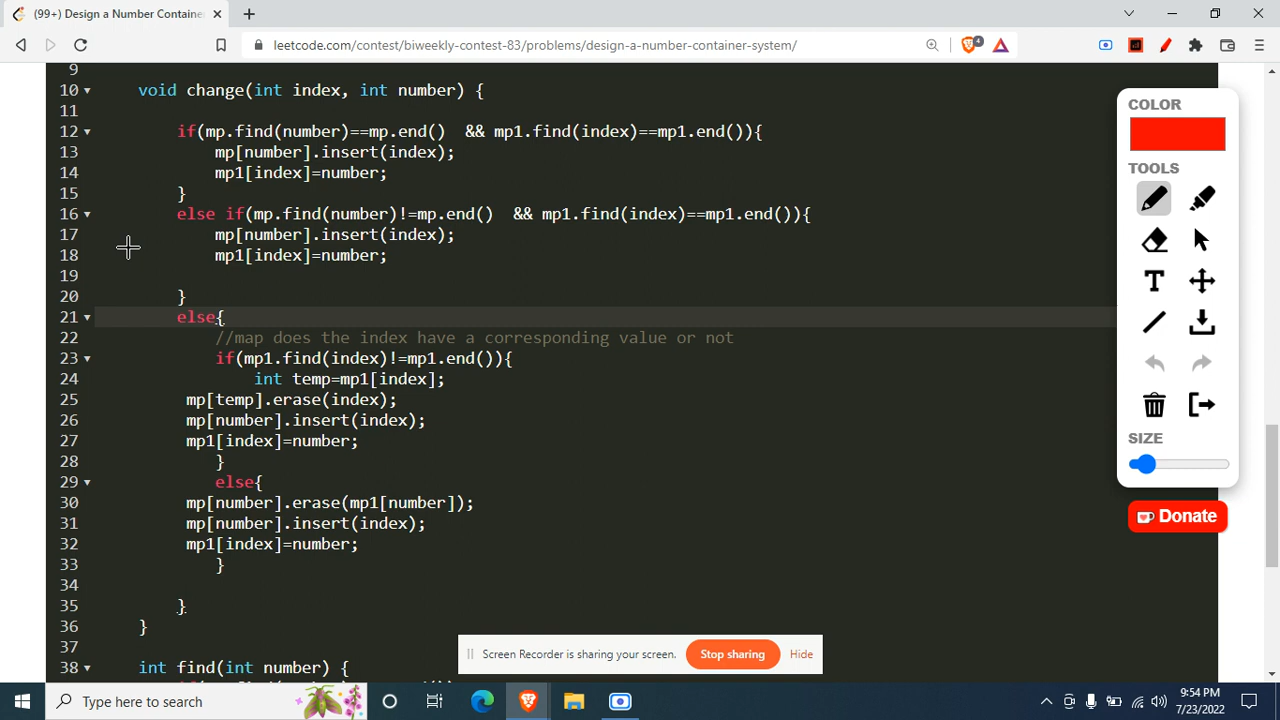 (99+) Design a Number Containe
leetcode.com/contest/biweekly-contest-83/problems/design-a-number-container-system/
4
9
10 void change(int index, int number) {
11
12 if(mp.find(number)==mp.end() && mp1.find(index)==mp1.end()){
13 mp[number].insert(index);
14 mp1[index]=number;
15 }
16 else if(mp.find(number)!=mp.end() && mp1.find(index)==mp1.end()){
17 mp[number].insert(index);
18 mp1[index]=number;
19
20 }
21 else{
22 //map does the index have a corresponding value or not
23 if(mp1.find(index)!=mp1.end()){
24 int temp=mp1[index];
25 mp[temp].erase(index);
26 mp[number].insert(index);
27 mp1[index]=number;
28 }
29 else{
30 mp[number].erase(mp1[number]);
31 mp[number].insert(index);
32 mp1[index]=number;
33 }
34
35 }
36 }
37
38 int find(int number) {
COLOR
TOOLS
T
SIZE
Donate
Screen Recorder is sharing your screen.
Stop sharing
Hide
Type here to search
9:54 PM
7/23/2022